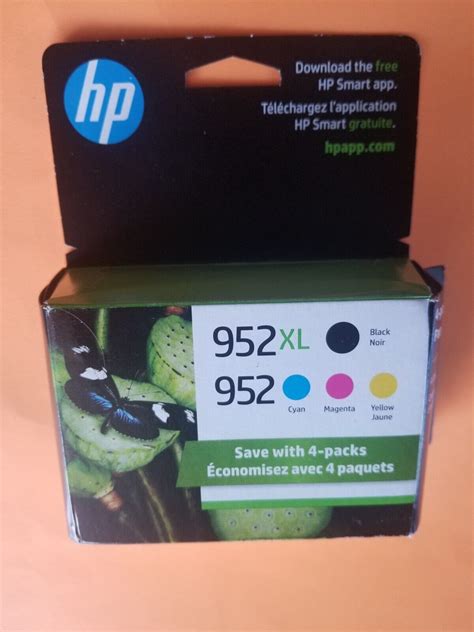 hp
Download the free
HP Smart app.
Téléchargez l'application
HP Smart gratuite.
hpapp.com
952XL
Black
Noir
952
Cyan
Magenta
Yellow
Jaune
Save with 4-packs
Économisez avec 4 paquets